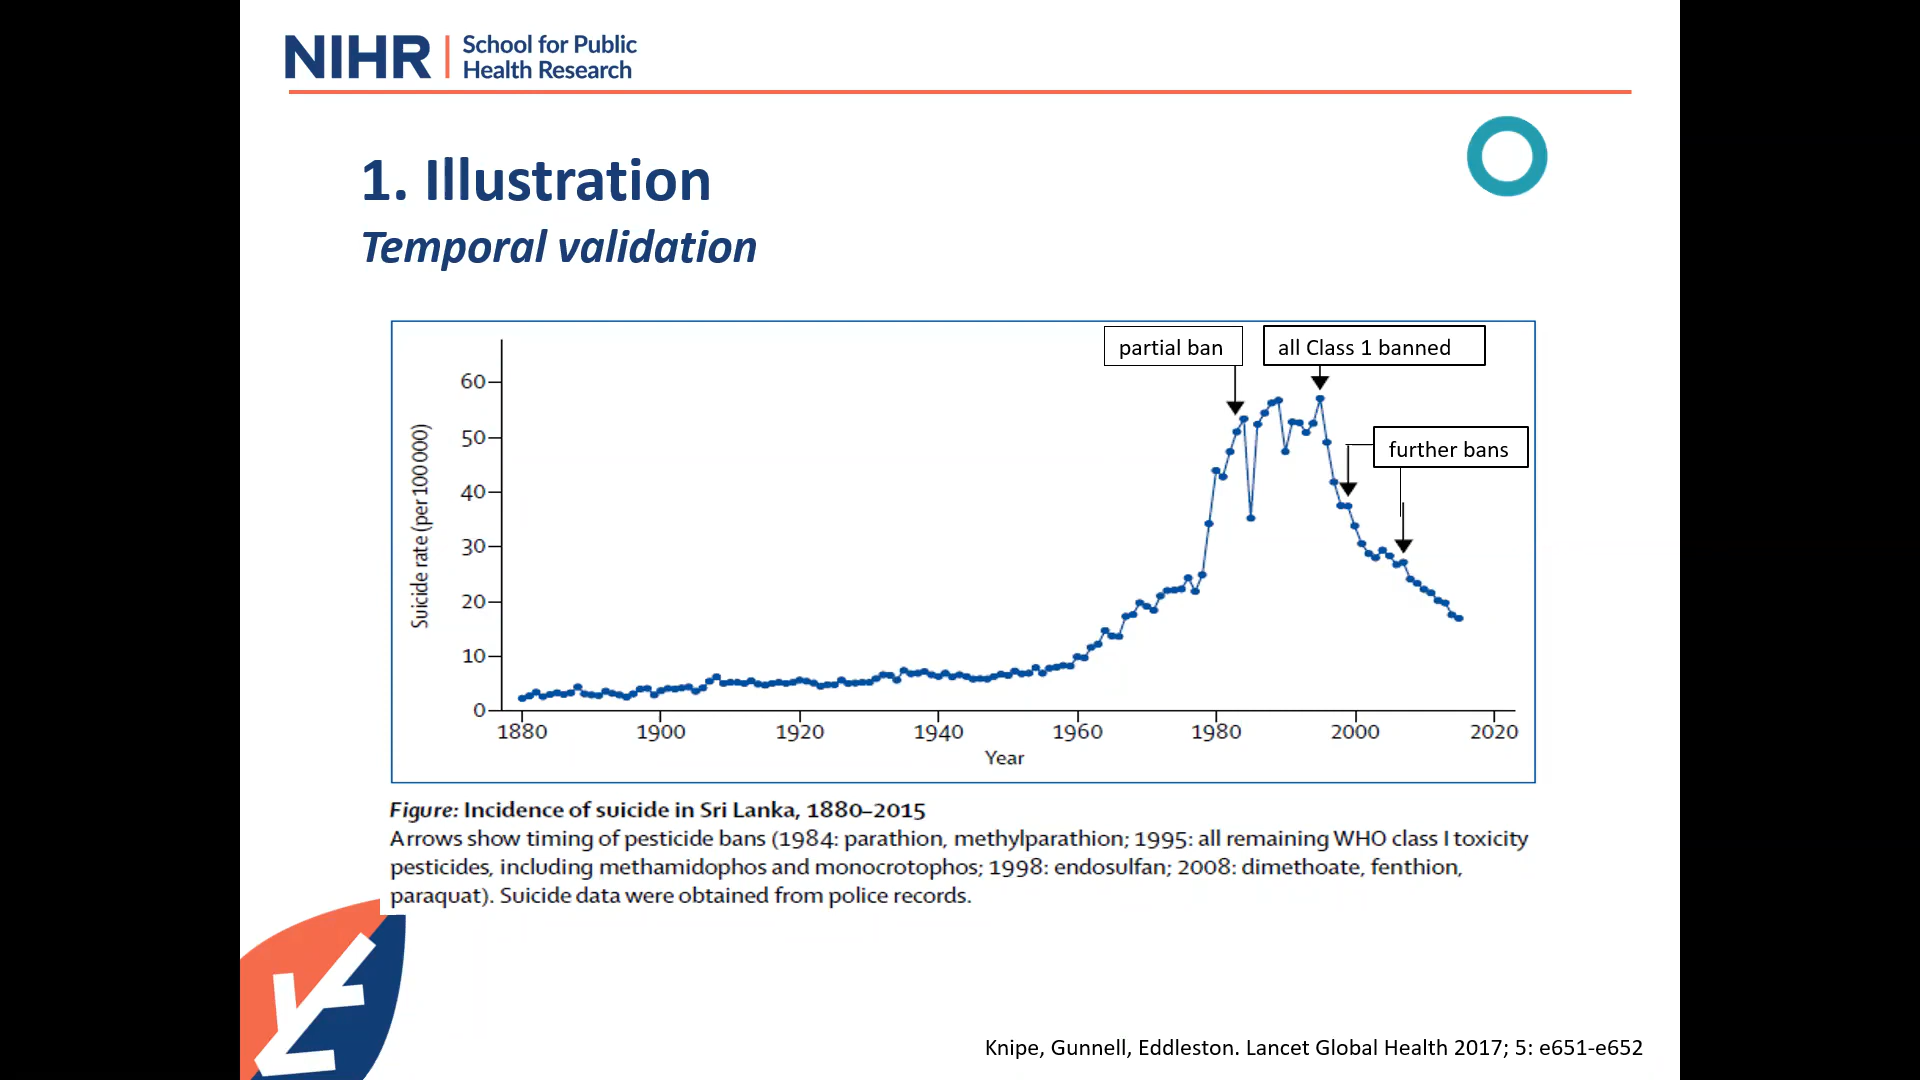 NIHR School for Public
Health Research
1. Illustration
Temporal validation
partial ban
all Class 1 banned
further bans
60
50
40
30
20
10
0
Suicide rate (per 100 000)
1880 1900 1920 1940 1960 1980 2000 2020
Year
Figure: Incidence of suicide in Sri Lanka, 1880–2015
Arrows show timing of pesticide bans (1984: parathion, methylparathion; 1995: all remaining WHO class I toxicity
pesticides, including methamidophos and monocrotophos; 1998: endosulfan; 2008: dimethoate, fenthion,
paraquat). Suicide data were obtained from police records.
Knipe, Gunnell, Eddleston. Lancet Global Health 2017; 5: e651-e652